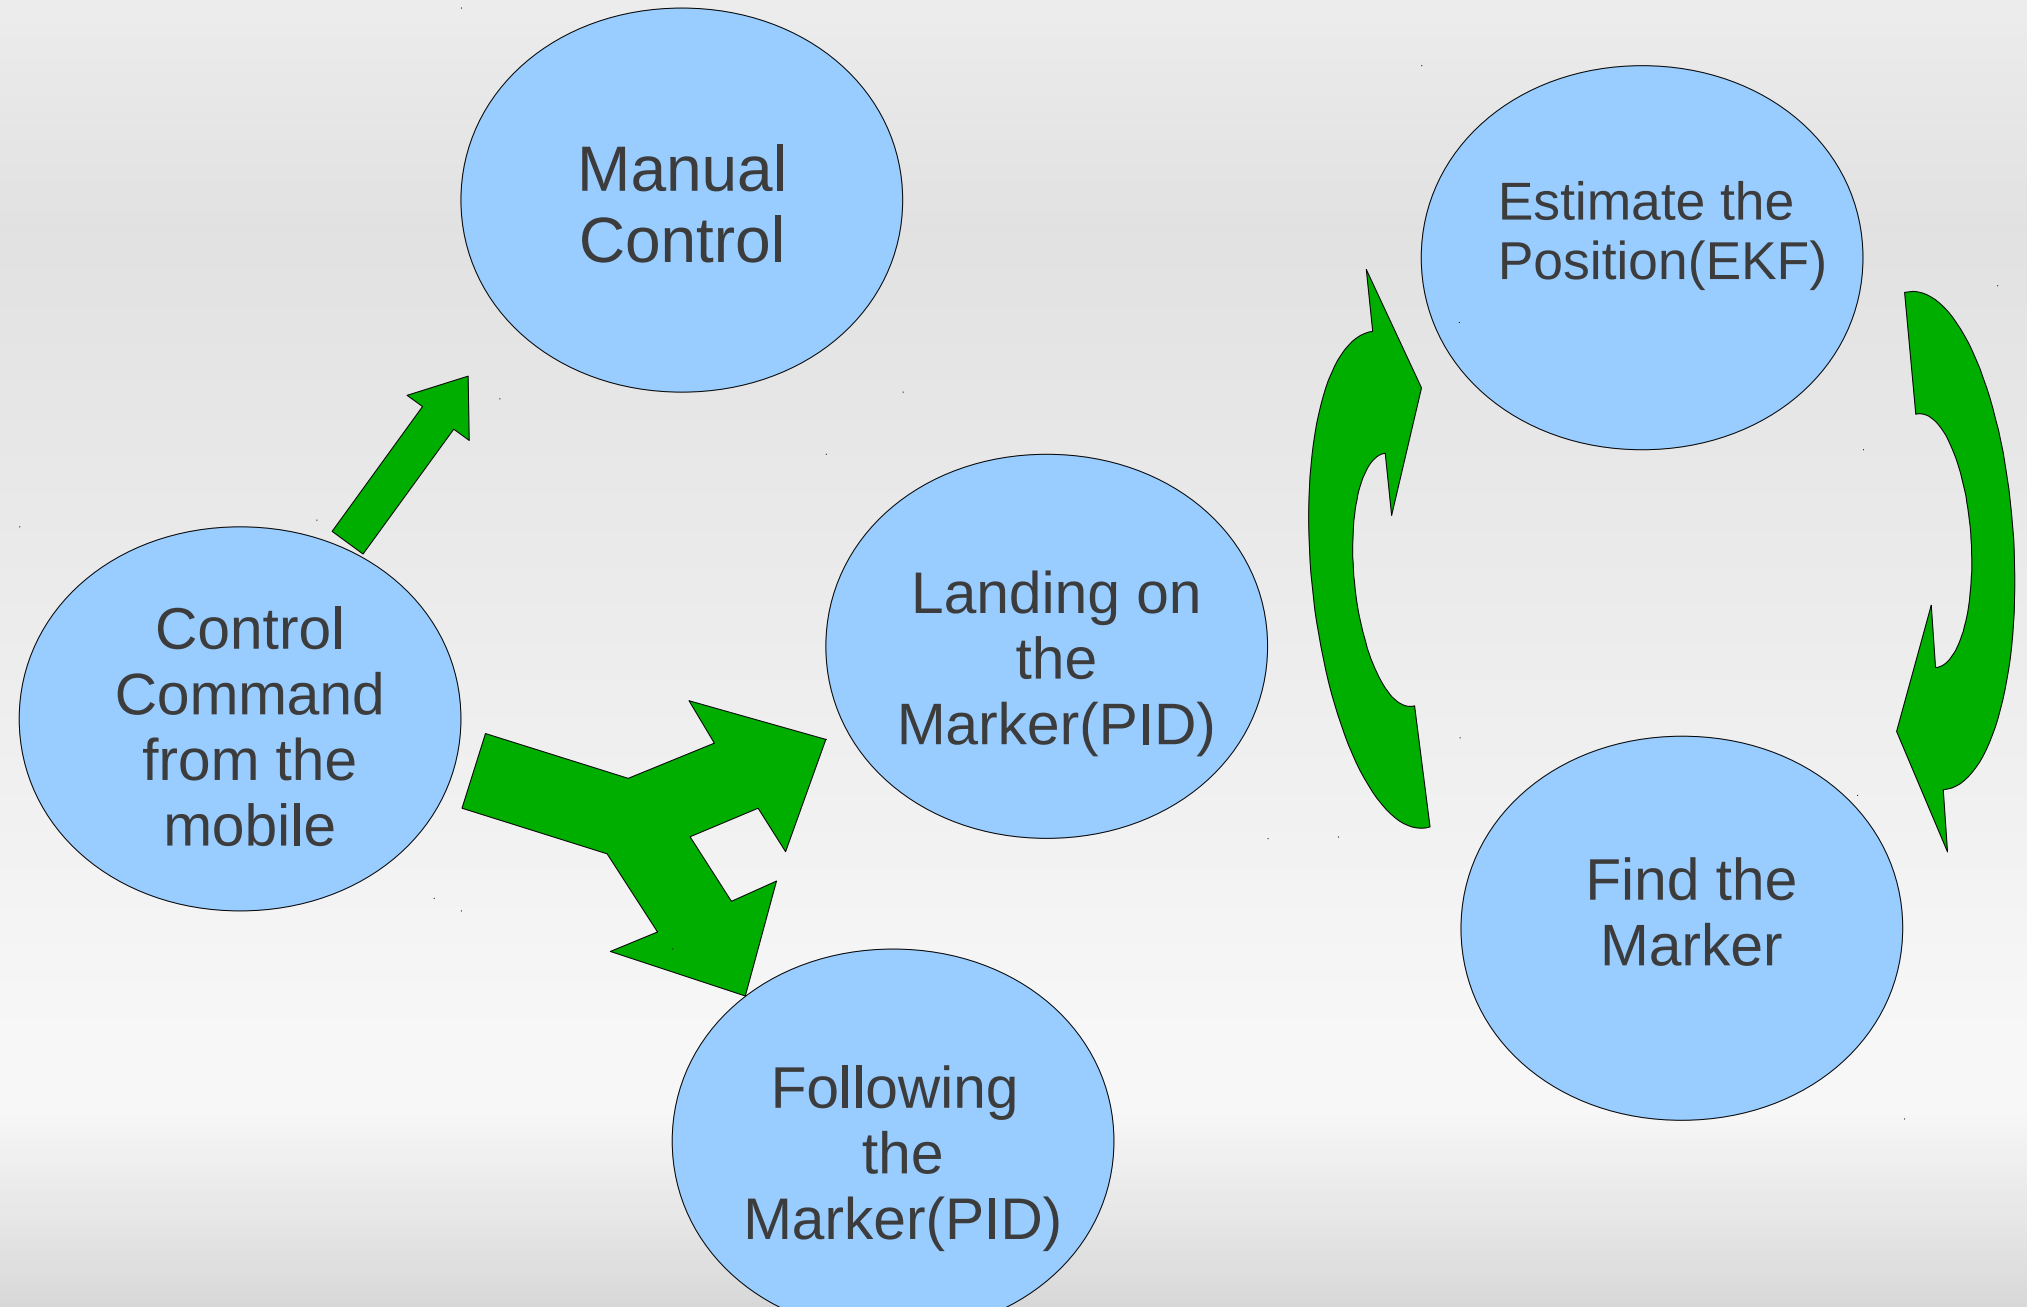 Manual
Control
Estimate the
Position(EKF)
Control
Command
from the
mobile
Landing on
the
Marker(PID)
Find the
Marker
Following
the
Marker(PID)